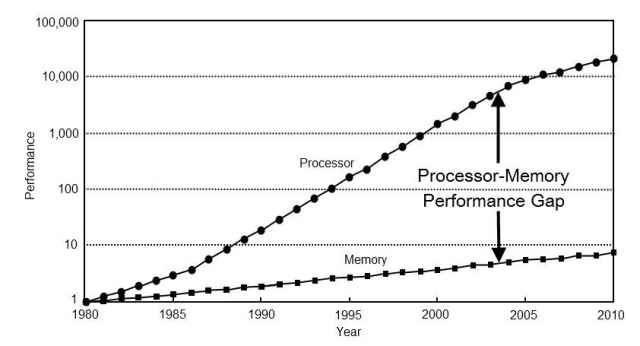 100,000
10,000
1,000
100
10
1
Performance
Processor
Processor-Memory
Performance Gap
Memory
1980 1985 1990 1995 2000 2005 2010
Year